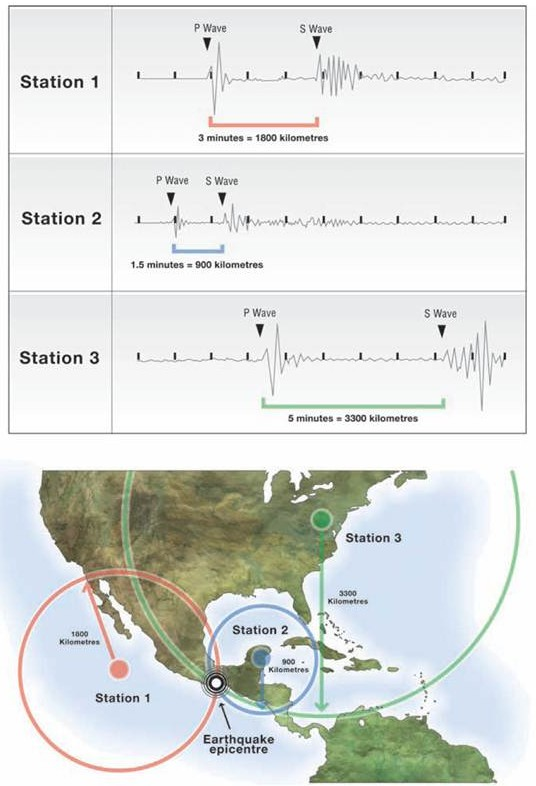 P Wave
S Wave
Station 1
3 minutes = 1800 kilometres
P Wave
S Wave
Station 2
1.5 minutes = 900 kilometres
P Wave
S Wave
Station 3
5 minutes = 3300 kilometres
Station 3
3300
Kilometres
1800
Kilometres
Station 2
900
Kilometres
Station 1
Earthquake
epicentre